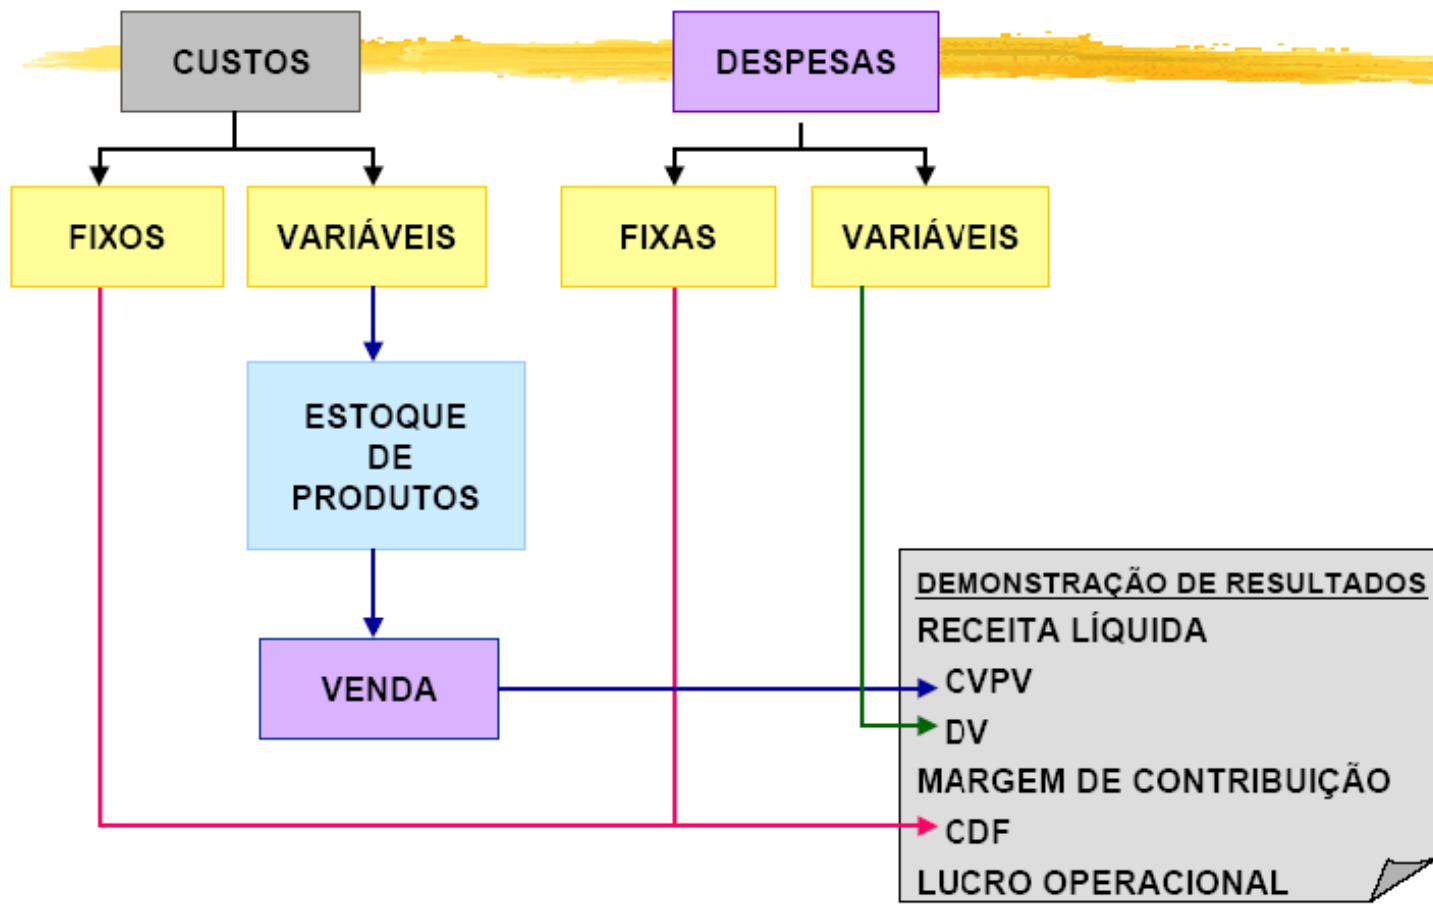 CUSTOS
DESPESAS
FIXOS
VARIÁVEIS
FIXAS
VARIÁVEIS
ESTOQUE
DE
PRODUTOS
VENDA
DEMONSTRAÇÃO DE RESULTADOS
RECEITA LÍQUIDA
CVPV
DV
MARGEM DE CONTRIBUIÇÃO
CDF
LUCRO OPERACIONAL